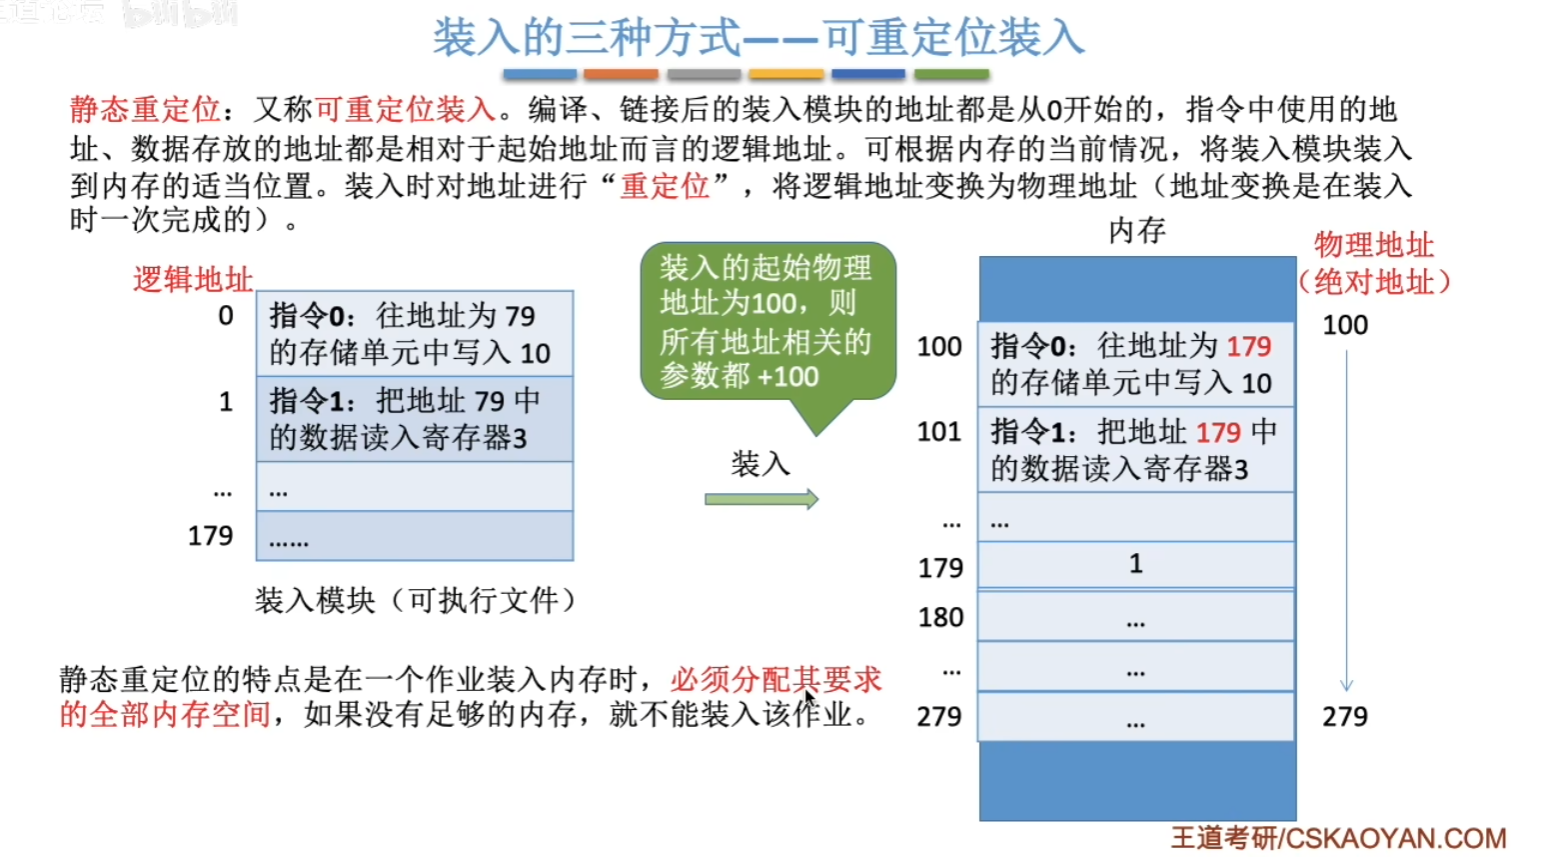 装入的三种方式——可重定位装入
静态重定位：又称可重定位装入。编译、链接后的装入模块的地址都是从0开始的，指令中使用的地
址、数据存放的地址都是相对于起始地址而言的逻辑地址。可根据内存的当前情况，将装入模块装入
到内存的适当位置。装入时对地址进行“重定位”，将逻辑地址变换为物理地址（地址变换是在装入
时一次完成的）。
逻辑地址
0
指令0：往地址为 79
的存储单元中写入 10
1
指令1：把地址 79 中
的数据读入寄存器3
...
...
179
......
装入模块（可执行文件）
装入的起始物理
地址为100，则
所有地址相关的
参数都 +100
装入
内存
物理地址
（绝对地址）
100
100
指令0：往地址为 179
的存储单元中写入 10
101
指令1：把地址 179 中
的数据读入寄存器3
...
...
179
1
180
...
...
...
279
...
279
静态重定位的特点是在一个作业装入内存时，必须分配其要求
的全部内存空间，如果没有足够的内存，就不能装入该作业。
王道考研/CSKAOYAN.COM